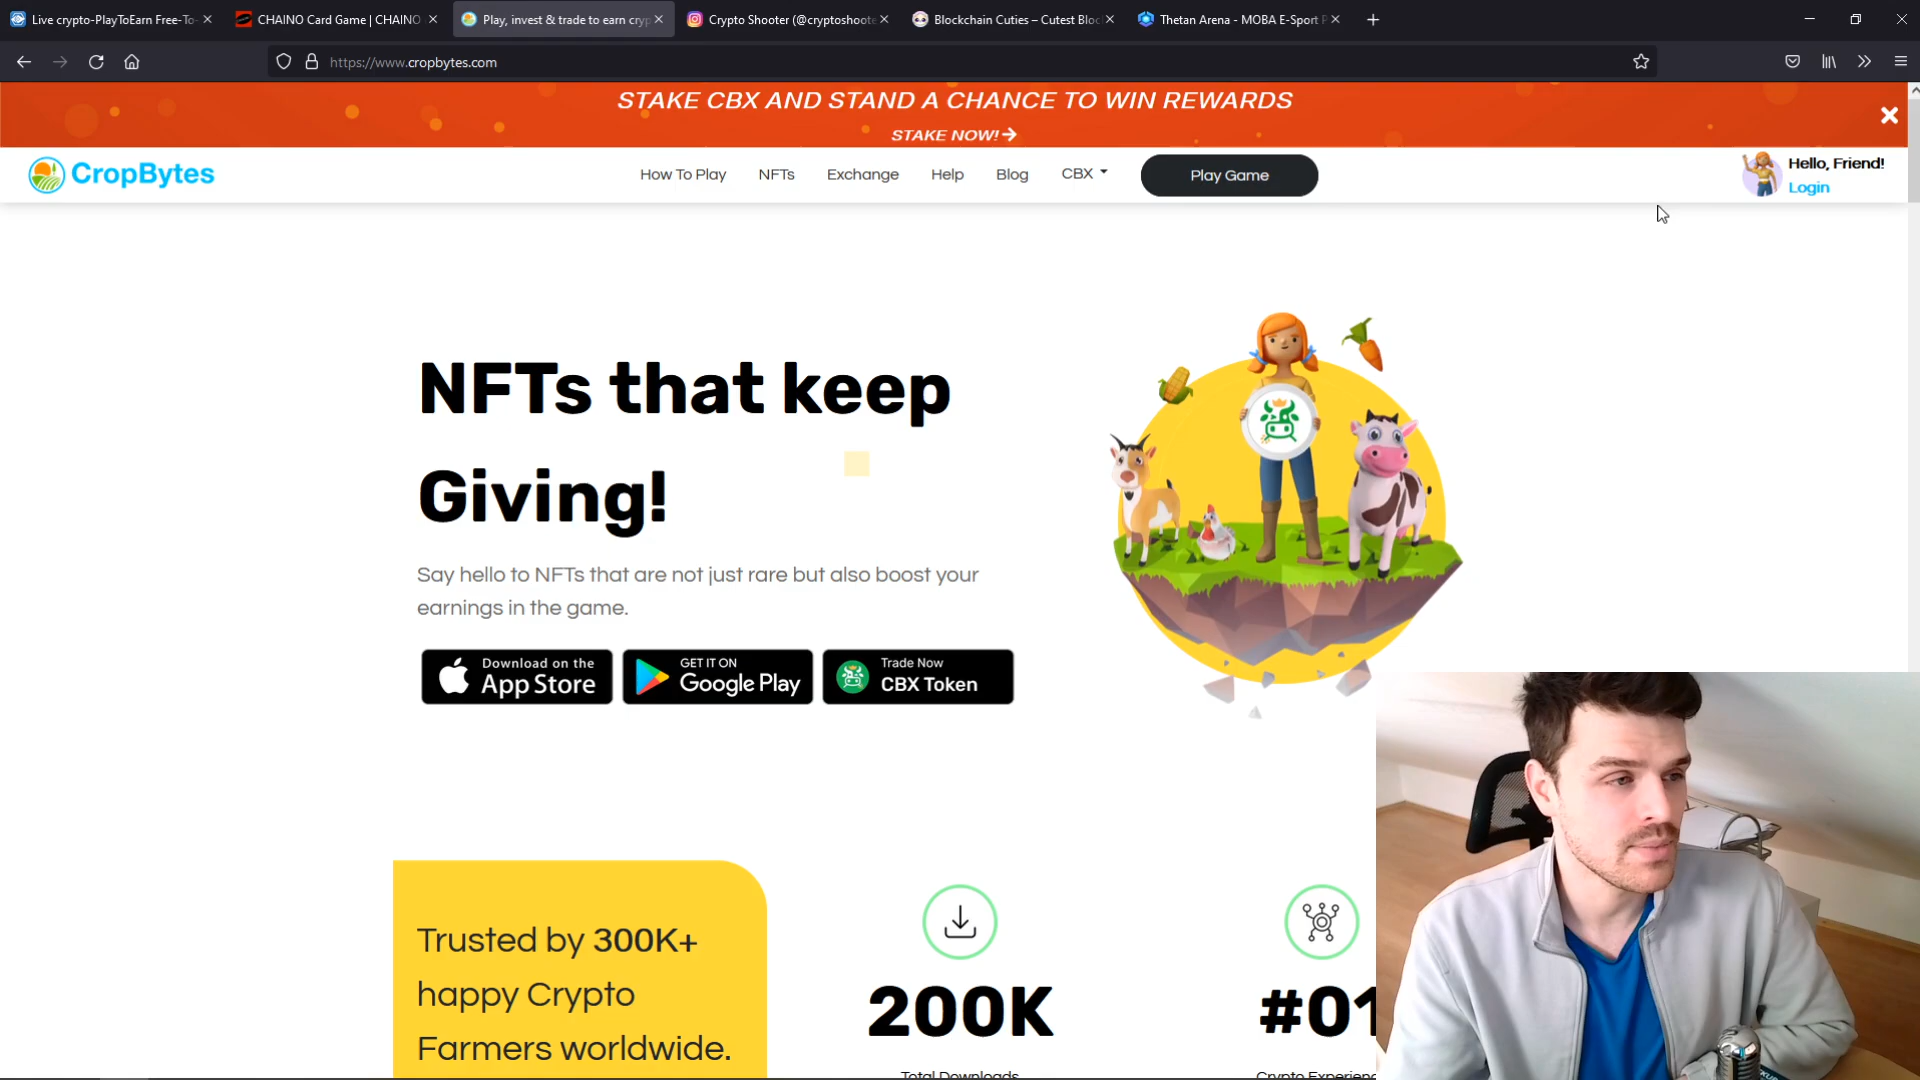 Live crypto-PlayToEarn Free-To-
CHAINO Card Game | CHAINO
Play, invest & trade to earn cryp
Crypto Shooter (@cryptoshoote
Blockchain Cuties – Cutest Bloc
Thetan Arena - MOBA E-Sport P
https://www.cropbytes.com
STAKE CBX AND STAND A CHANCE TO WIN REWARDS
STAKE NOW!
CropBytes
How To Play
NFTs
Exchange
Help
Blog
CBX
Play Game
Hello, Friend!
Login
NFTs that keep
Giving!
Say hello to NFTs that are not just rare but also boost your
earnings in the game.
Download on the
App Store
GET IT ON
Google Play
Trade Now
CBX Token
Trusted by 300K+
happy Crypto
Farmers worldwide.
200K
Total Downloads
#01
Crypto Experienc